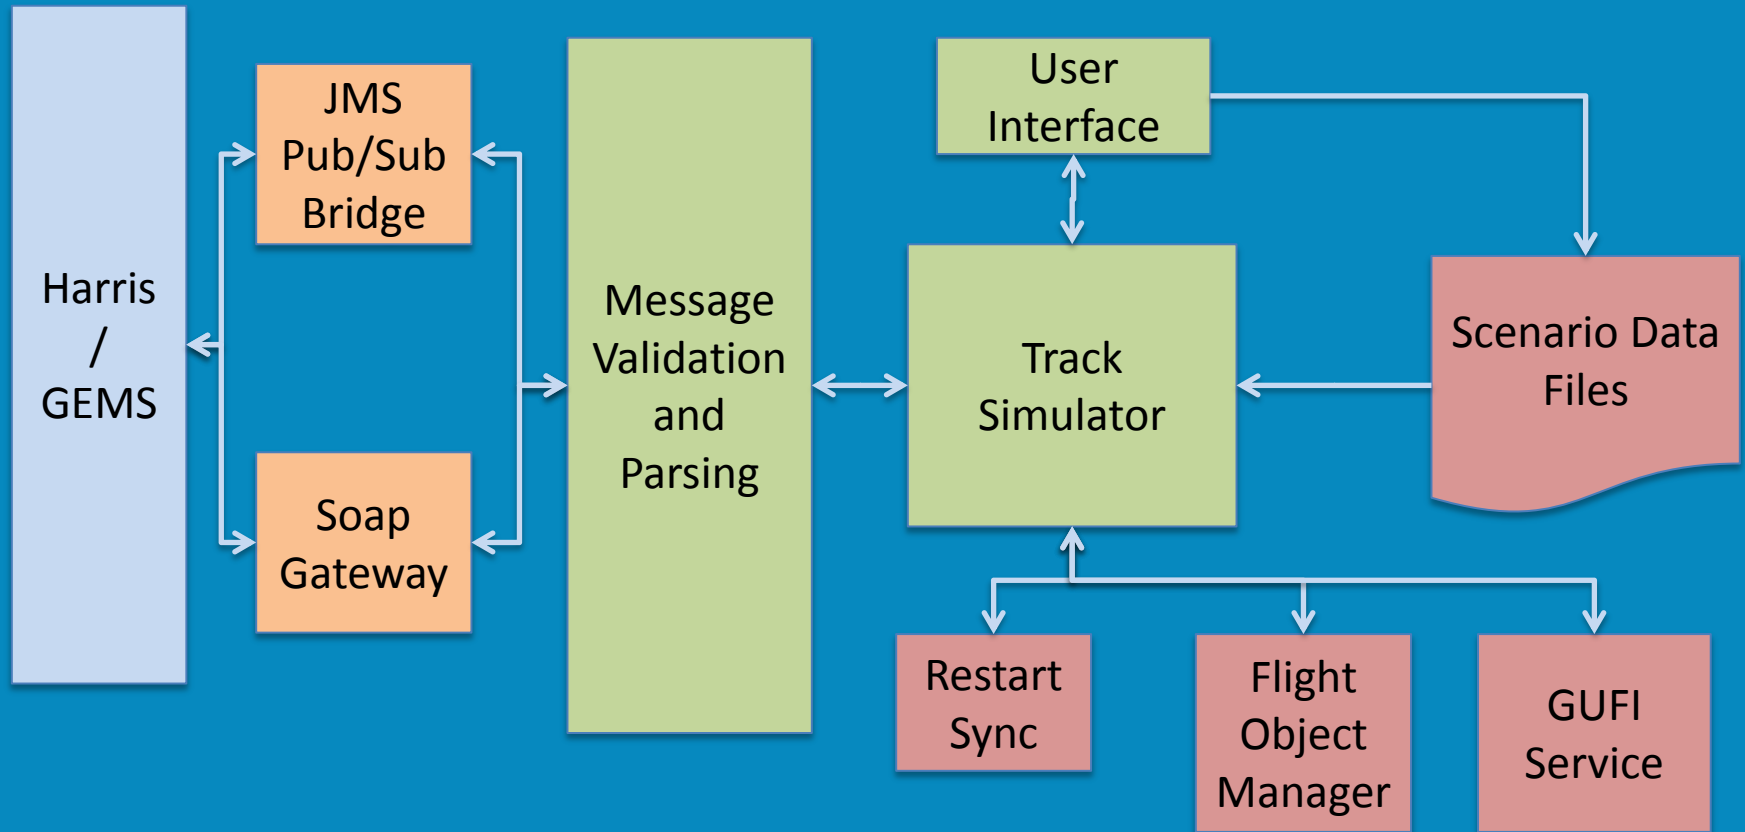 Harris
/
GEMS
JMS
Pub/Sub
Bridge
Soap
Gateway
Message
Validation
and
Parsing
User
Interface
Track
Simulator
Scenario Data
Files
Restart
Sync
Flight
Object
Manager
GUFI
Service